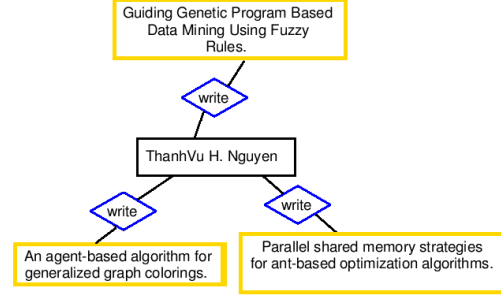 Guiding Genetic Program Based
Data Mining Using Fuzzy
Rules.
write
ThanhVu H. Nguyen
write
write
An agent-based algorithm for
generalized graph colorings.
Parallel shared memory strategies
for ant-based optimization algorithms.